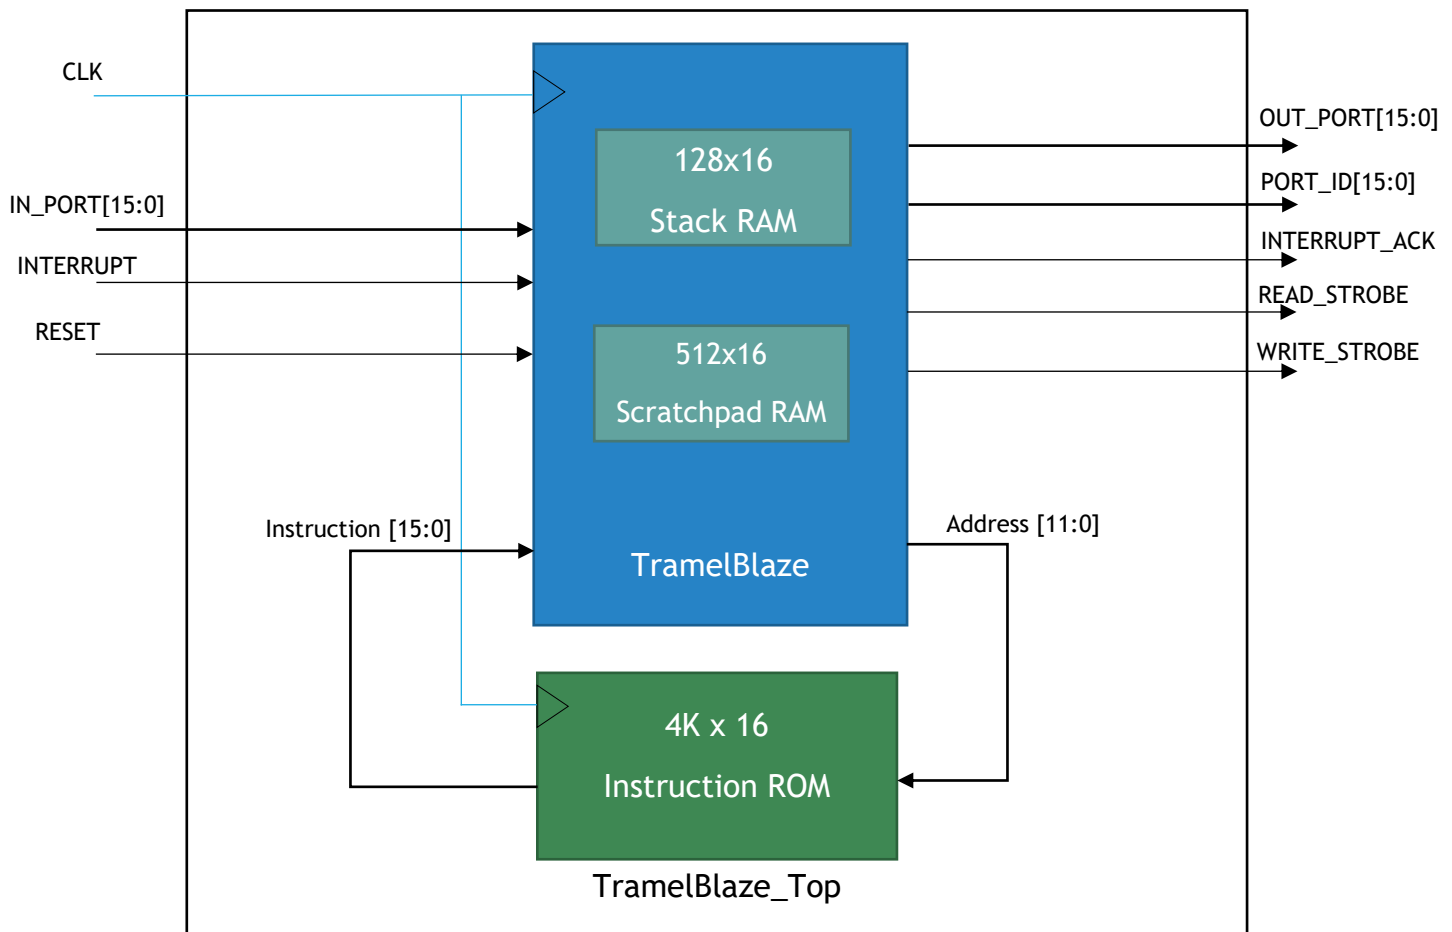 CLK
IN_PORT[15:0]
INTERRUPT
RESET
128x16
Stack RAM
512x16
Scratchpad RAM
TramelBlaze
OUT_PORT[15:0]
PORT_ID[15:0]
INTERRUPT_ACK
READ_STROBE
WRITE_STROBE
Instruction [15:0]
Address [11:0]
4K x 16
Instruction ROM
TramelBlaze_Top